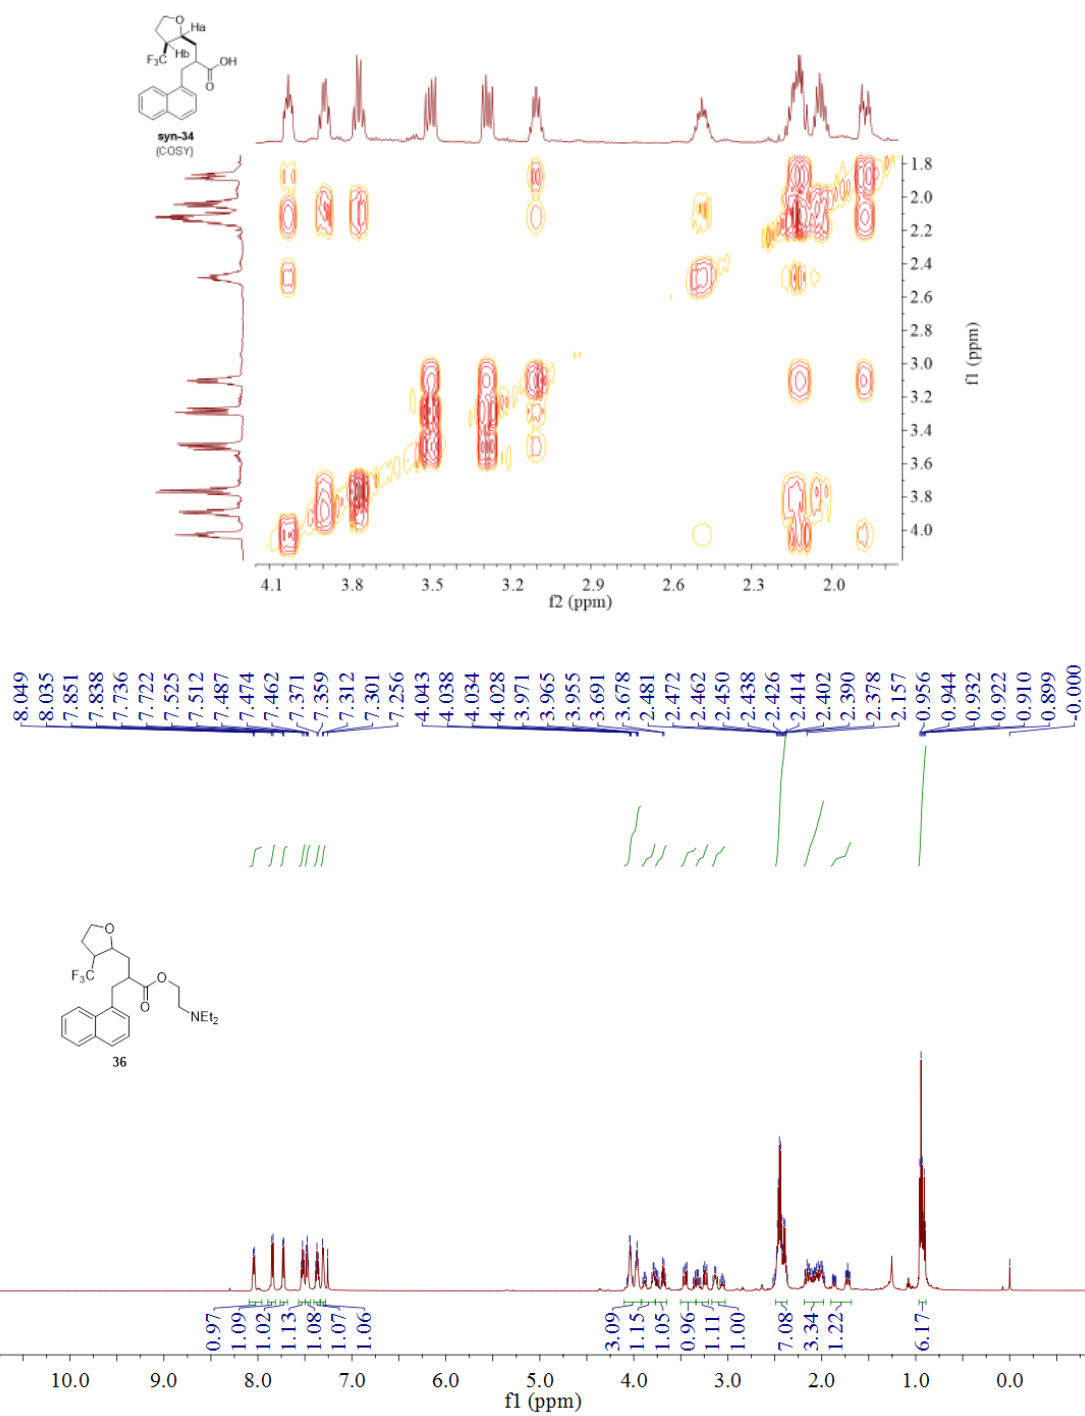 O
Ha
Hb
F3C
OH
O
syn-34
(COSY)
1.8
2.0
2.2
2.4
2.6
2.8
3.0
3.2
3.4
3.6
3.8
4.0
f1 (ppm)
4.1 3.8 3.5 3.2 2.9 2.6 2.3 2.0
f2 (ppm)
8.049 8.035 7.851 7.838 7.736 7.722 7.525 7.512 7.487 7.474 7.462 7.371 7.359 7.312 7.301 7.256 4.043 4.038 4.034 4.028 3.971 3.965 3.955 3.691 3.678 2.481 2.472 2.462 2.450 2.438 2.426 2.414 2.402 2.390 2.378 2.157 0.956 0.944 0.932 0.922 0.910 0.899 -0.000
O
F3C
O
O
NEt2
36
0.97 1.09 1.02 1.13 1.08 1.07 1.06 3.09 1.15 1.05 0.96 1.11 1.00 7.08 3.34 1.22 6.17
10.0 9.0 8.0 7.0 6.0 5.0 4.0 3.0 2.0 1.0 0.0
f1 (ppm)